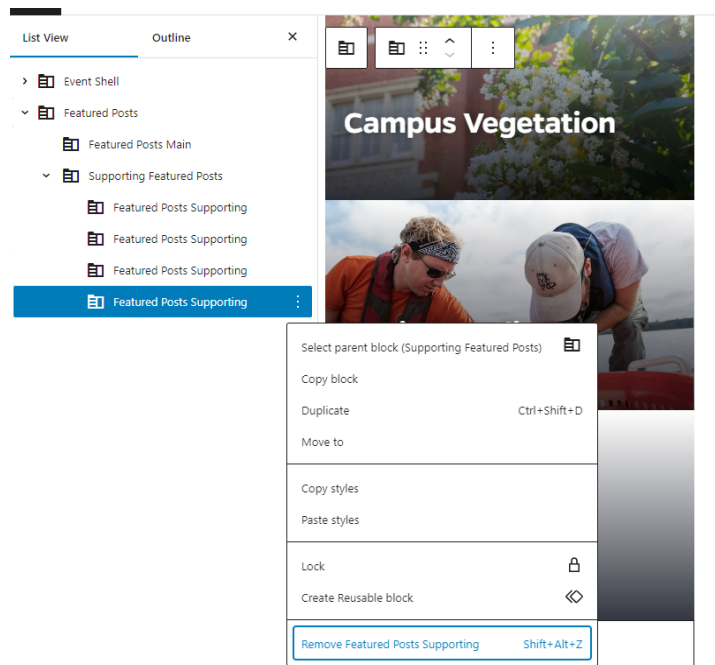 List View
Outline
Event Shell
Featured Posts
Featured Posts Main
Supporting Featured Posts
Featured Posts Supporting
Featured Posts Supporting
Featured Posts Supporting
Featured Posts Supporting
Campus Vegetation
Select parent block (Supporting Featured Posts)
Copy block
Duplicate Ctrl+Shift+D
Move to
Copy styles
Paste styles
Lock
Create Reusable block
Remove Featured Posts Supporting Shift+Alt+Z